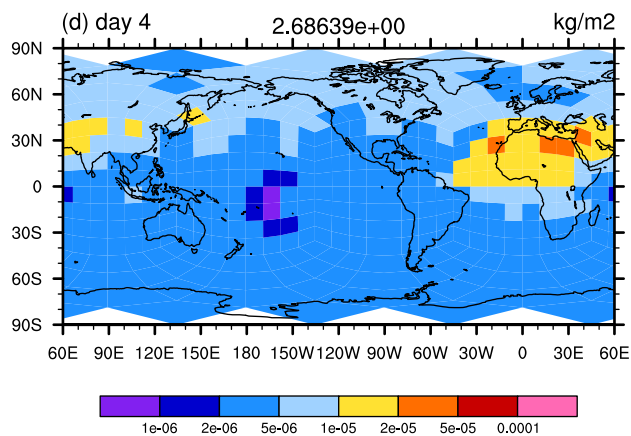 (d) day 4 2.68639e+00 kg/m2
90N
60N
30N
0
30S
60S
90S
60E 90E 120E 150E 180 150W 120W 90W 60W 30W 0 30E 60E
1e-06 2e-06 5e-06 1e-05 2e-05 5e-05 0.0001